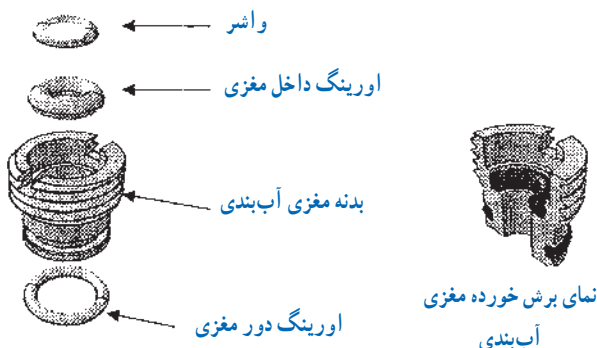 واشر
اورینگ داخل مغزی
بدنه مغزی آب‌بندی
اورینگ دور مغزی
نمای برش خورده مغزی
آب‌بندی